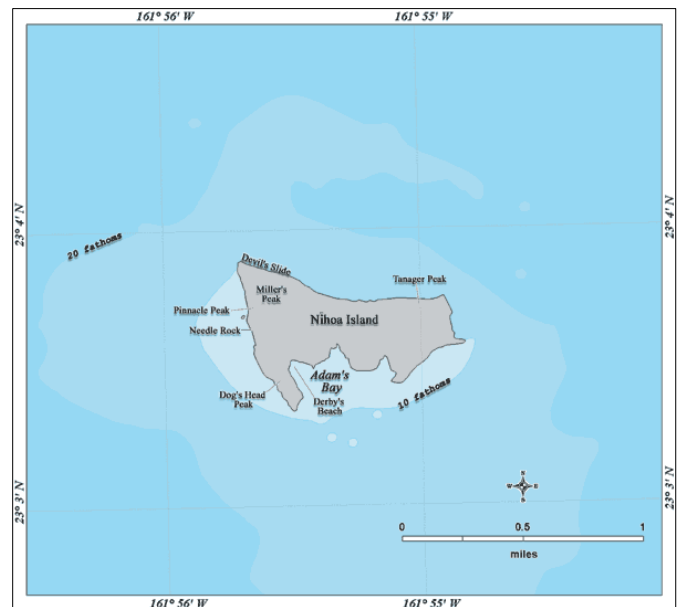 161° 56' W
161° 55' W
23° 4' N
23° 4' N
20 fathoms
Devil's Slide
Tanager Peak
Miller's
Peak
Pinnacle Peak
Nihoa Island
Needle Rock
Adam's
Bay
Dog's Head
Peak
Derby's
Beach
10 fathoms
N
W
E
S
23° 3' N
23° 3' N
0
0.5
1
miles
161° 56' W
161° 55' W